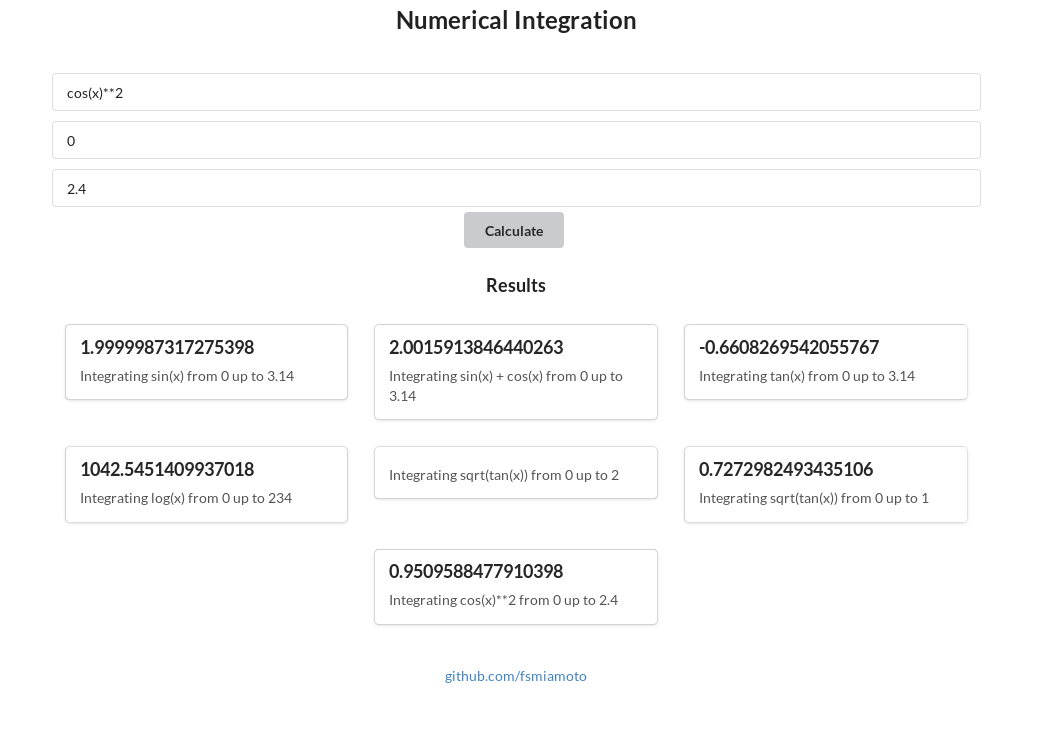 Numerical Integration
cos(x)**2
0
2.4
Calculate
Results
1.9999987317275398
Integrating sin(x) from 0 up to 3.14
2.0015913846440263
Integrating sin(x) + cos(x) from 0 up to
3.14
-0.6608269542055767
Integrating tan(x) from 0 up to 3.14
1042.5451409937018
Integrating log(x) from 0 up to 234
Integrating sqrt(tan(x)) from 0 up to 2
0.7272982493435106
Integrating sqrt(tan(x)) from 0 up to 1
0.9509588477910398
Integrating cos(x)**2 from 0 up to 2.4
github.com/fsmiamoto